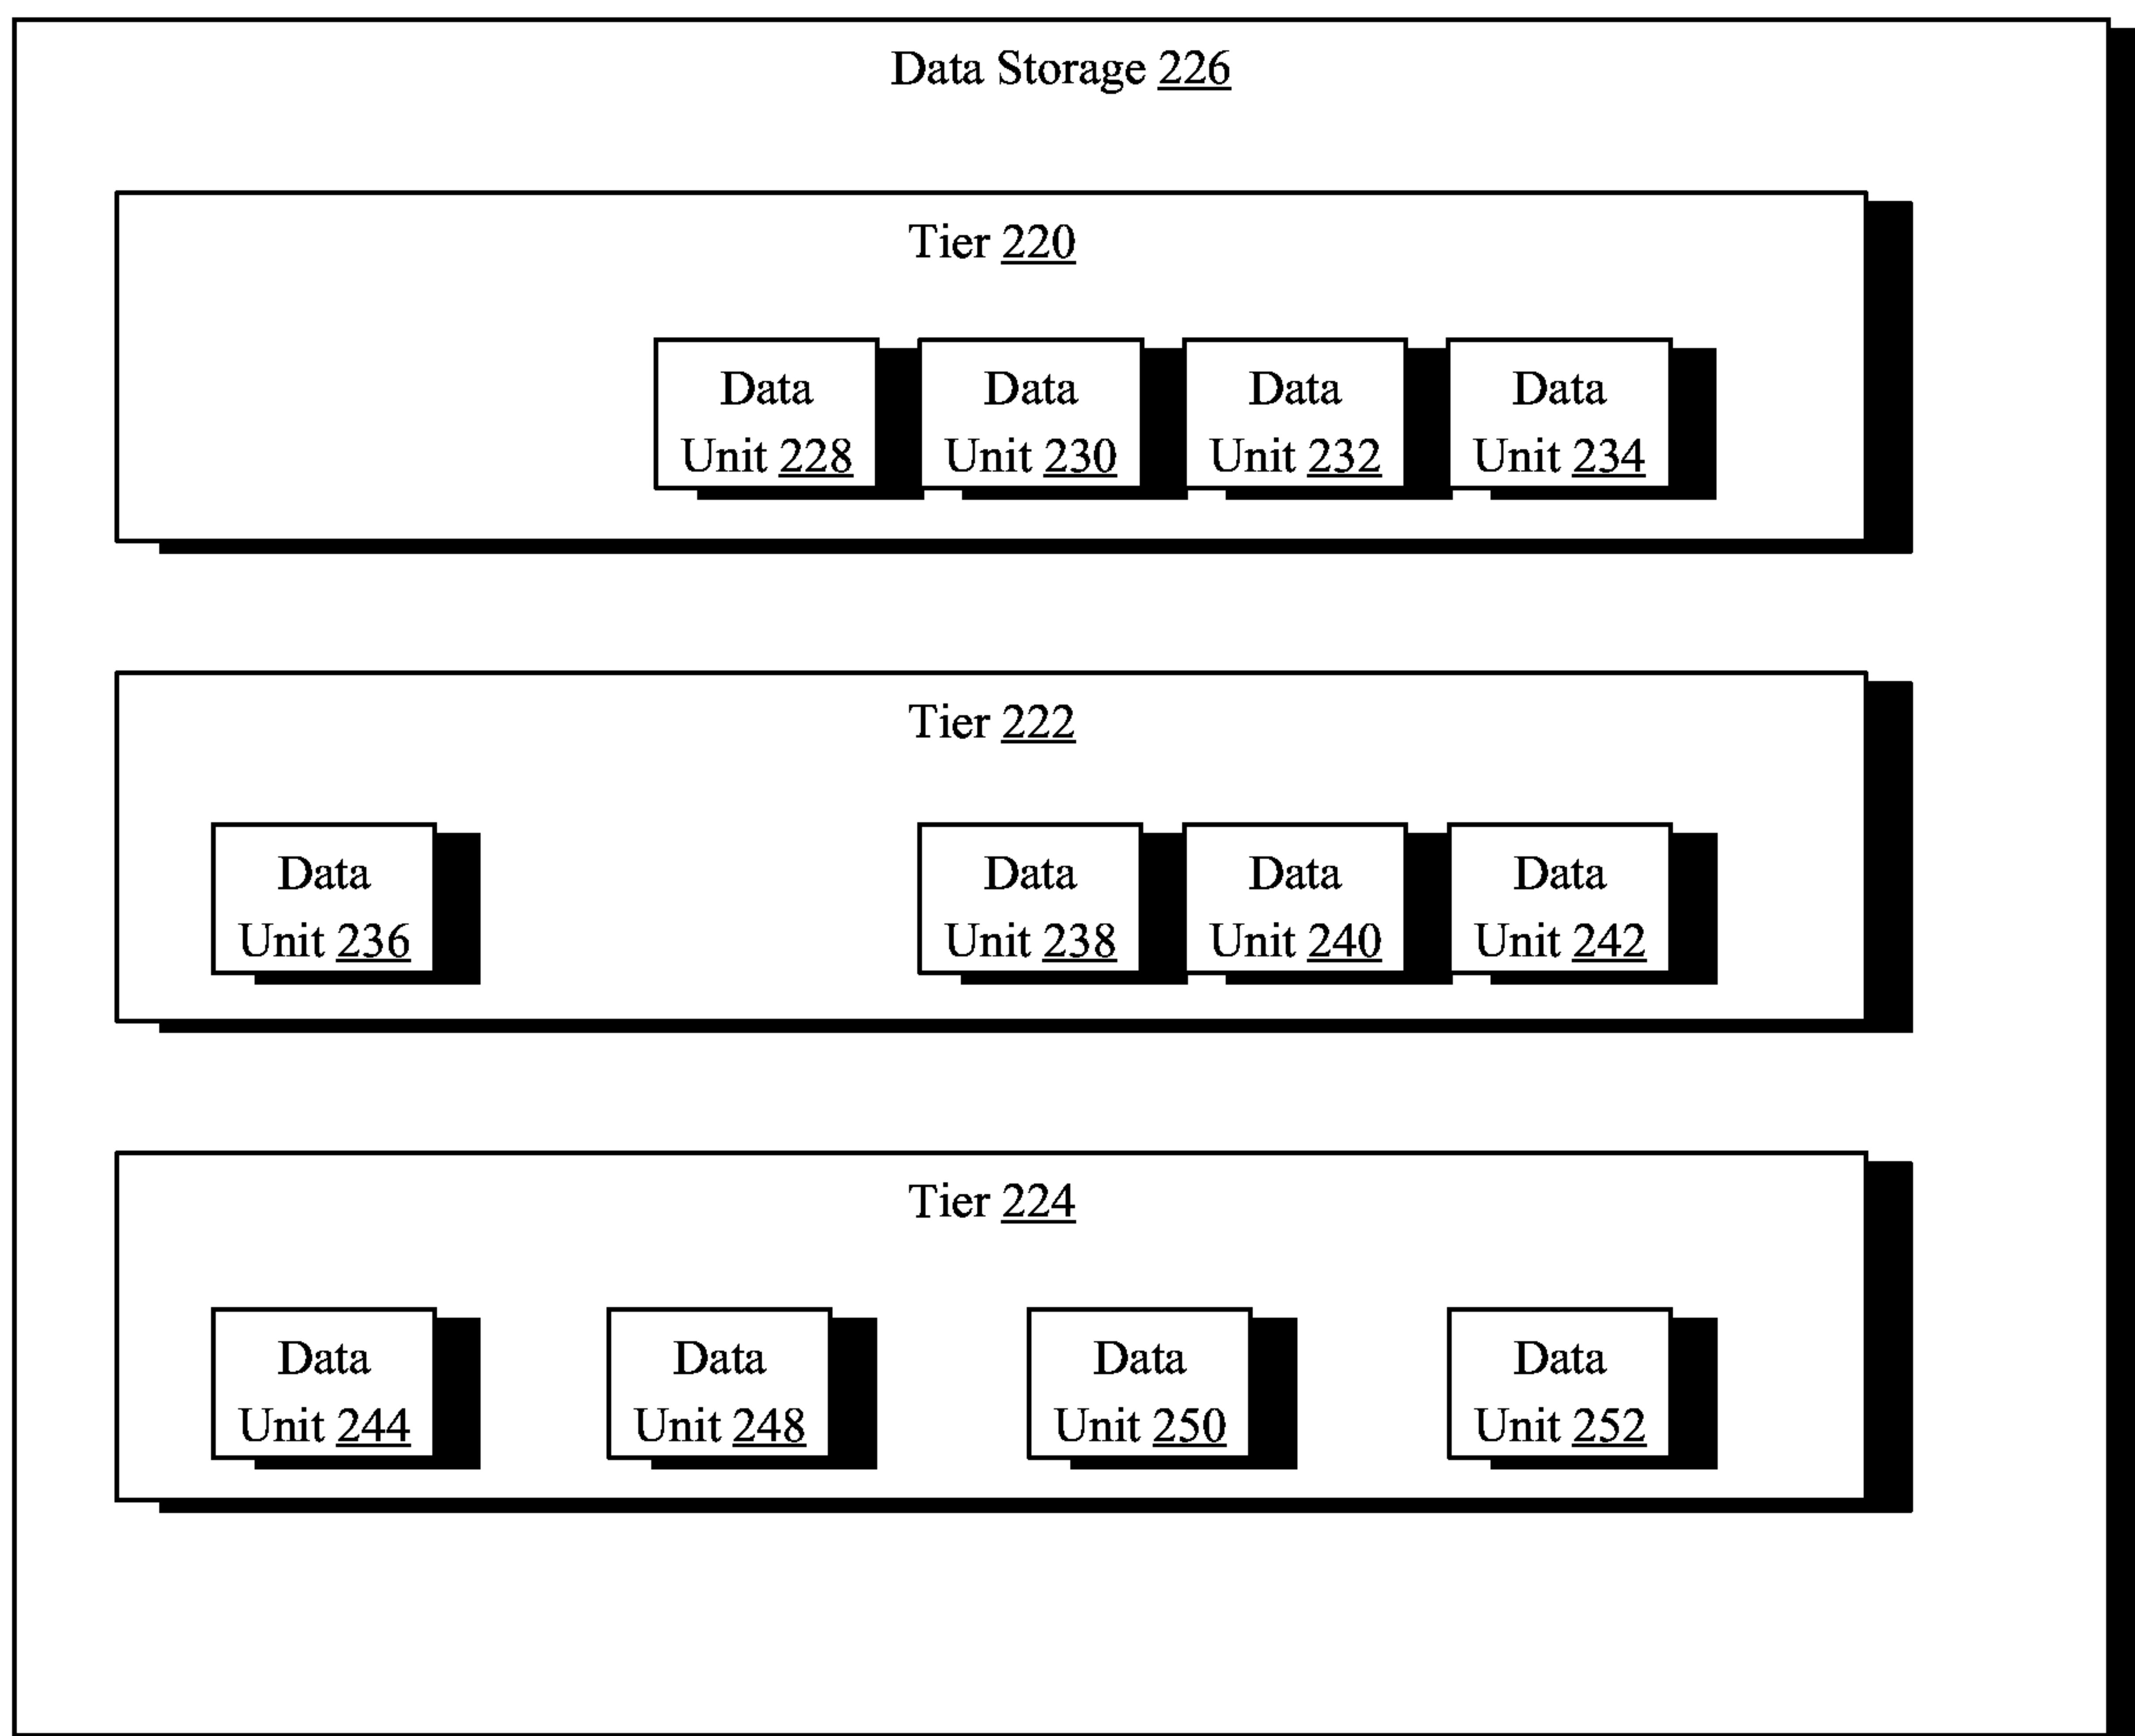 Data Storage 226
Tier 220
Data
Unit 228
Data
Unit 230
Data
Unit 232
Data
Unit 234
Tier 222
Data
Unit 236
Data
Unit 238
Data
Unit 240
Data
Unit 242
Tier 224
Data
Unit 244
Data
Unit 248
Data
Unit 250
Data
Unit 252